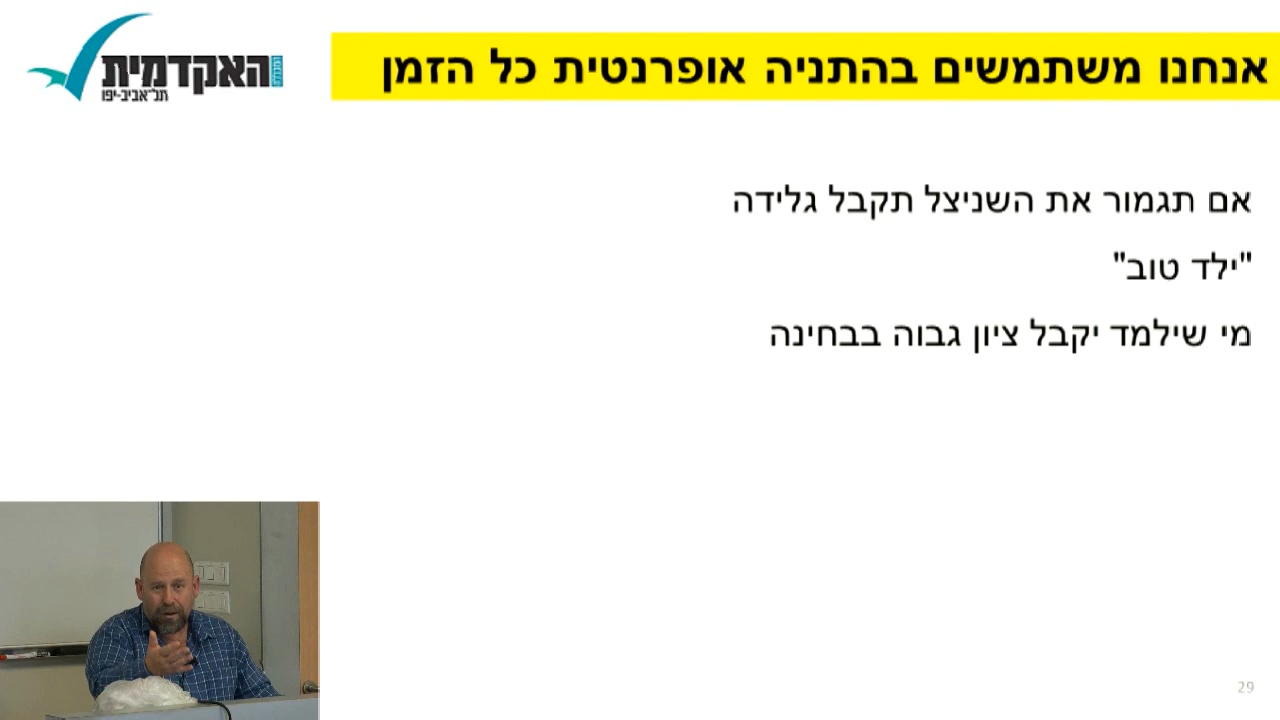 אנחנו משתמשים בהתניה אופרנטית כל הזמן
האקדמית
תל־אביב-יפו
אם תגמור את השניצל תקבל גלידה
"ילד טוב"
מי שילמד יקבל ציון גבוה בבחינה
29